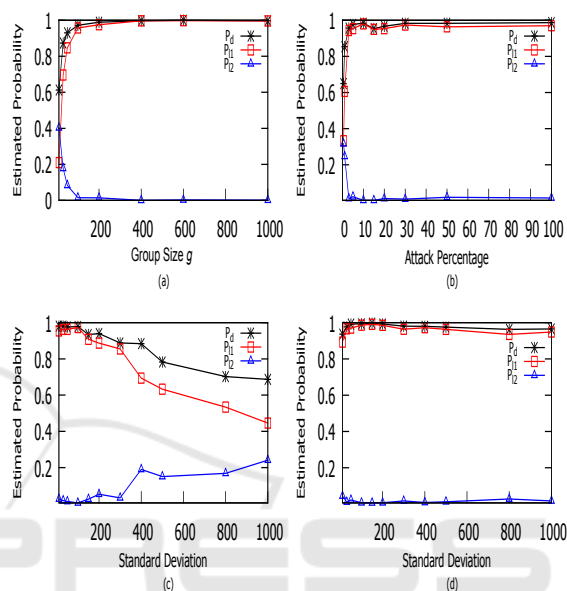 Estimated Probability
1
0.8
0.6
0.4
0.2
0
P_d
P_l1
P_l2
200 400 600 800 1000
Group Size g
(a)
Estimated Probability
1
0.8
0.6
0.4
0.2
0
P_d
P_l1
P_l2
0 10 20 30 40 50 60 70 80 90 100
Attack Percentage
(b)
Estimated Probability
1
0.8
0.6
0.4
0.2
P_d
P_l1
P_l2
200 400 600 800 1000
Standard Deviation
(c)
Estimated Probability
1
0.8
0.6
0.4
0.2
P_d
P_l1
P_l2
200 400 600 800 1000
Standard Deviation
(d)
PRESS